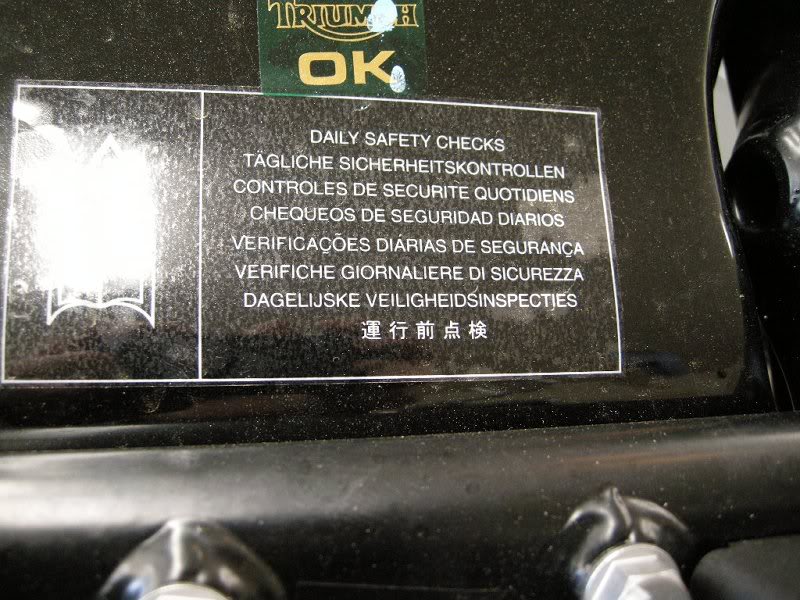 TRIUMPH
OK
DAILY SAFETY CHECKS
TÄGLICHE SICHERHEITSKONTROLLEN
CONTROLES DE SECURITE QUOTIDIENS
CHEQUEOS DE SEGURIDAD DIARIOS
VERIFICAÇÕES DIÁRIAS DE SEGURANÇA
VERIFICHE GIORNALIERE DI SICUREZZA
DAGELIJSKE VEILIGHEIDSINSPECTIES
運行前点検